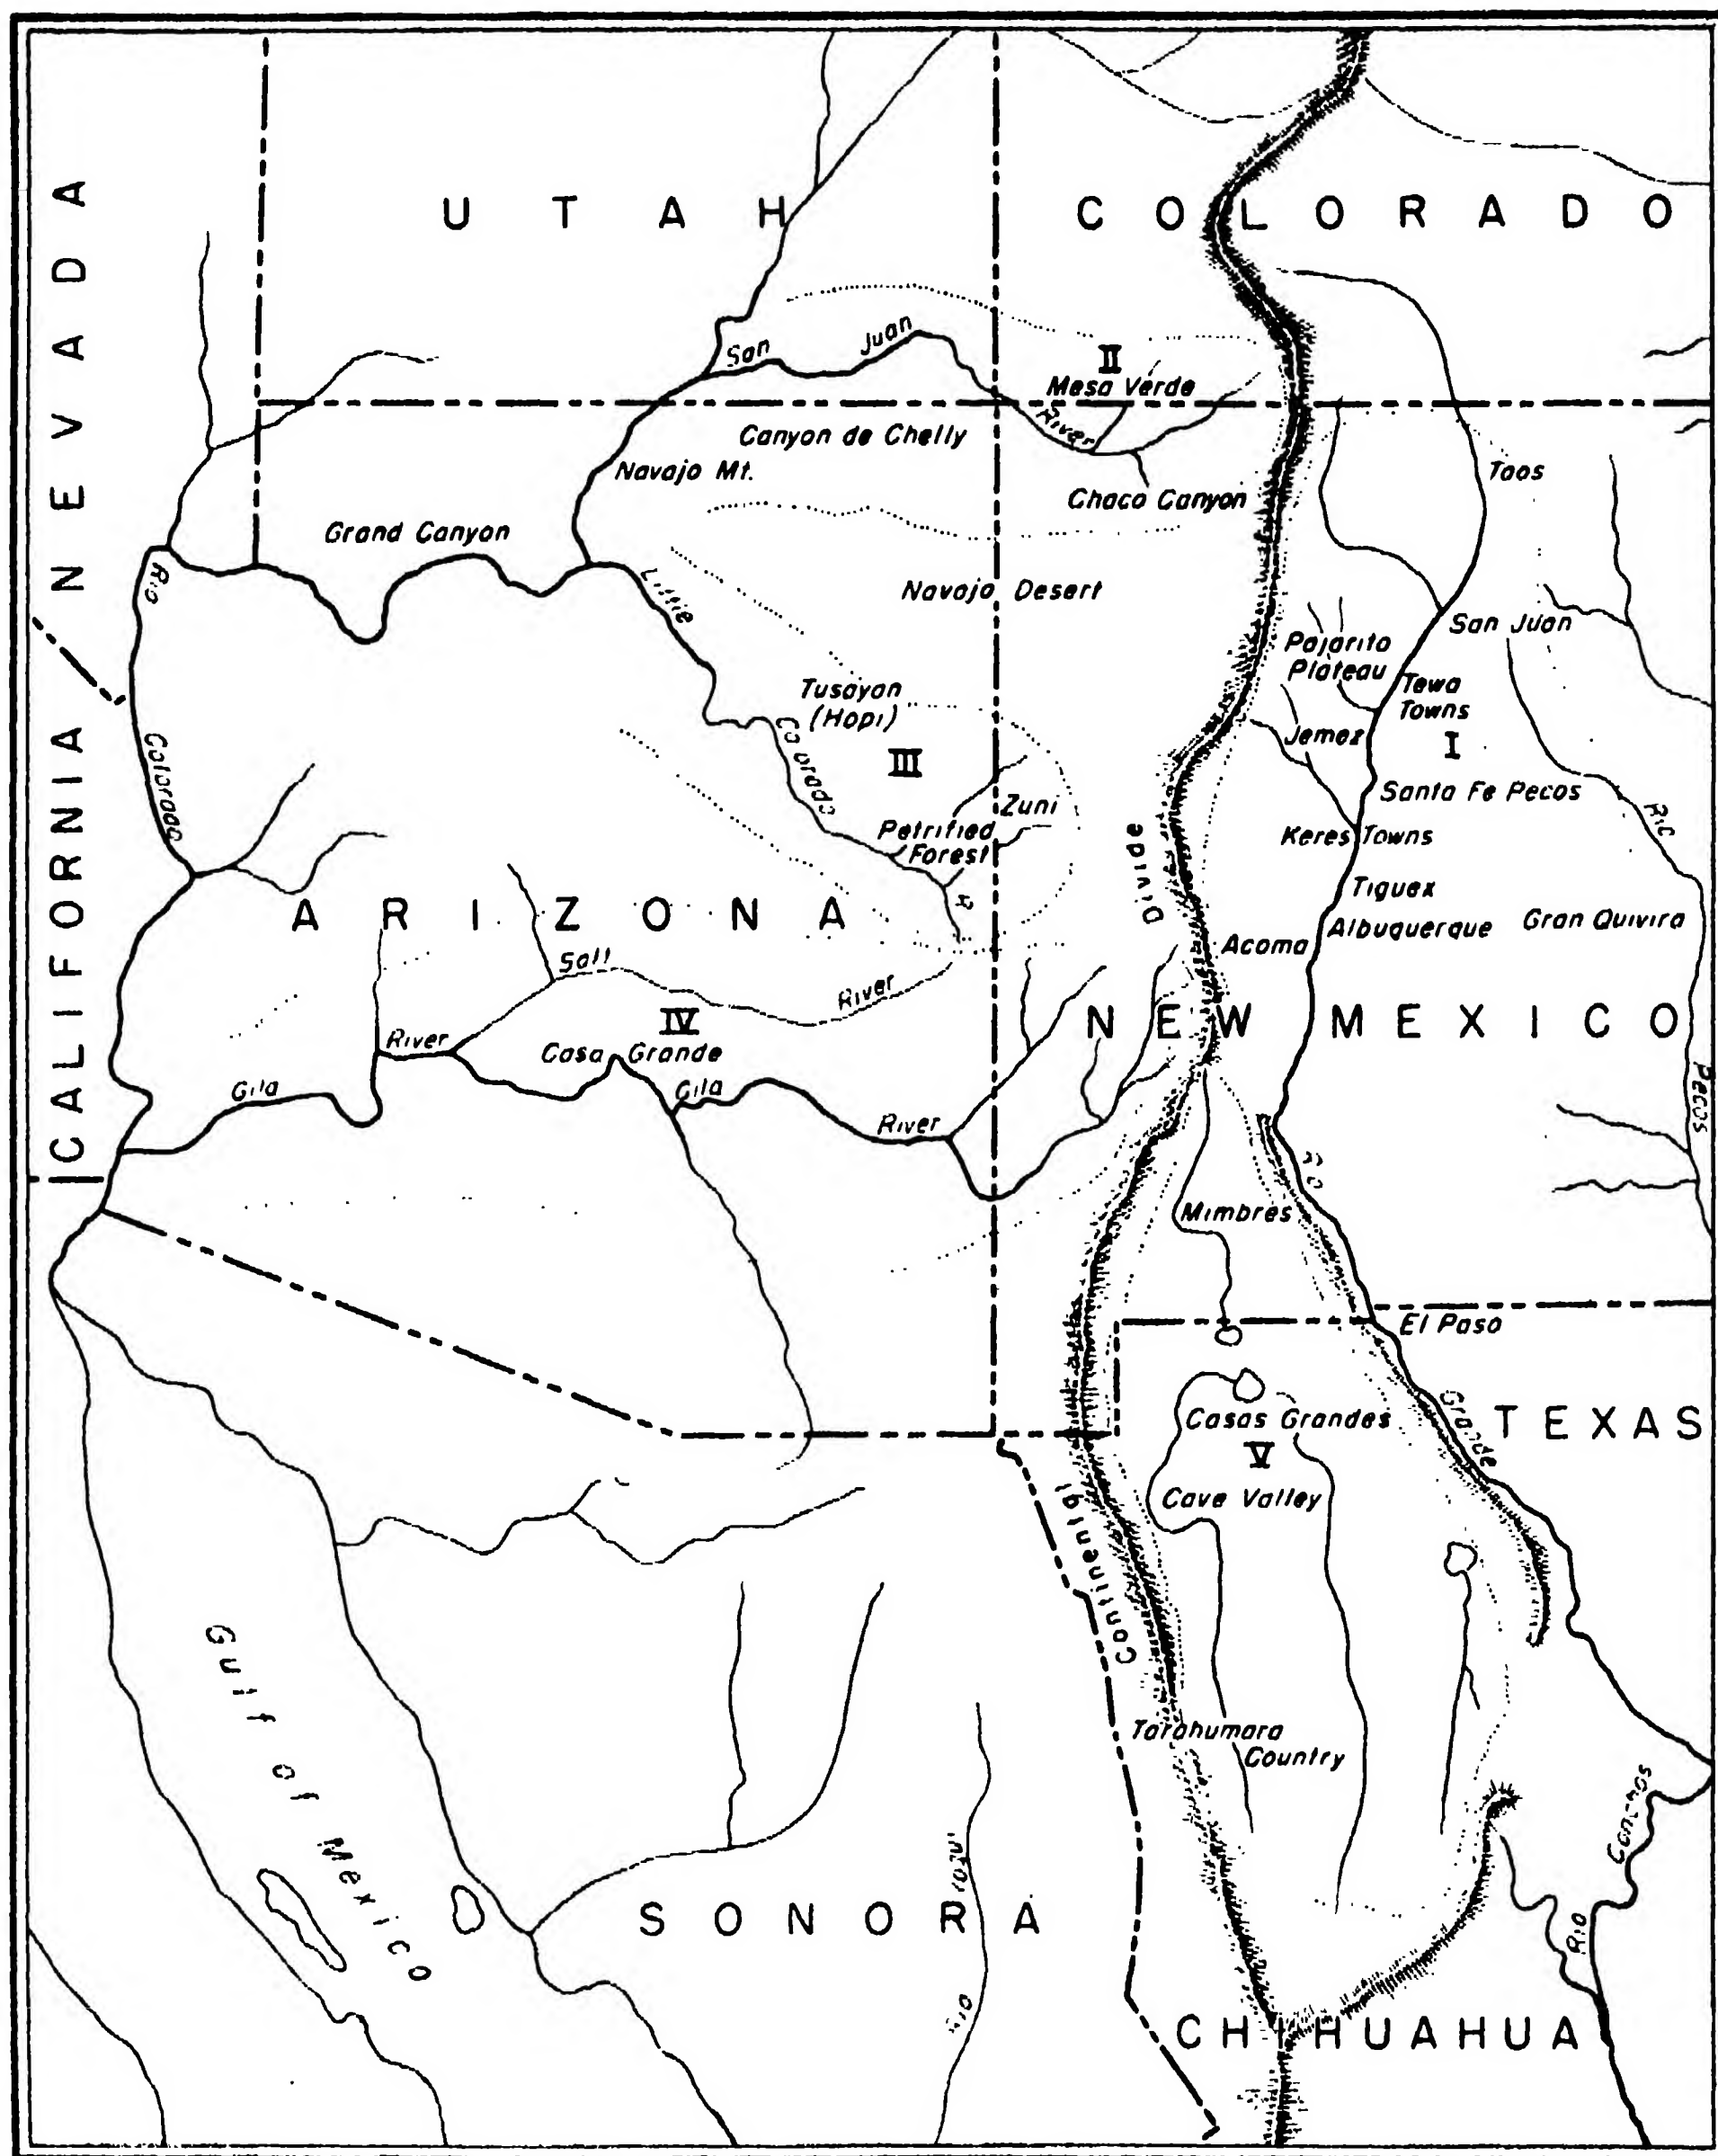 NEVADA
UTAH
COLORADO
San
Juan
River
II
Mesa Verde
Canyon de Chelly
Navajo Mt.
Chaco Canyon
Taos
Grand Canyon
Rio
Colorado
Little
Colorado
R
Navajo Desert
San Juan
Pajarito
Plateau
Tewa
Towns
Tusayan
(Hopi)
Jemez
I
III
Santa Fe Pecos
Zuni
Petrified
Forest
Keres Towns
Rio
Pecos
CALIFORNIA
Divide
Tiguex
ARIZONA
Albuquerque
Gran Quivira
Acoma
Salt
River
River
NEW MEXICO
IV
Casa Grande
Gila
Gila
River
Mimbres
El Paso
Grande
TEXAS
Casas Grandes
V
Cave Valley
Continental
Gulf of Mexico
Tarahumara
Country
Conchos
Rio
SONORA
Rio
CHIHUAHUA